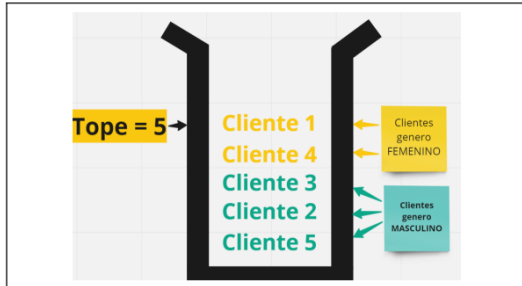 Tope = 5
Cliente 1
Cliente 4
Cliente 3
Cliente 2
Cliente 5
Clientes
genero
FEMENINO
Clientes
genero
MASCULINO